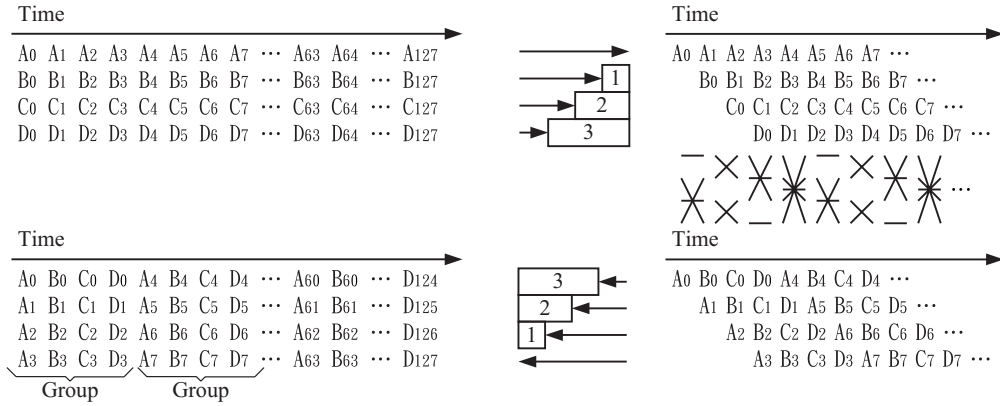 Time
A0 A1 A2 A3 A4 A5 A6 A7 ··· A63 A64 ··· A127
B0 B1 B2 B3 B4 B5 B6 B7 ··· B63 B64 ··· B127
C0 C1 C2 C3 C4 C5 C6 C7 ··· C63 C64 ··· C127
D0 D1 D2 D3 D4 D5 D6 D7 ··· D63 D64 ··· D127
1
2
3
Time
A0 A1 A2 A3 A4 A5 A6 A7 ···
B0 B1 B2 B3 B4 B5 B6 B7 ···
C0 C1 C2 C3 C4 C5 C6 C7 ···
D0 D1 D2 D3 D4 D5 D6 D7 ···
···
Time
A0 B0 C0 D0 A4 B4 C4 D4 ··· A60 B60 ··· D124
A1 B1 C1 D1 A5 B5 C5 D5 ··· A61 B61 ··· D125
A2 B2 C2 D2 A6 B6 C6 D6 ··· A62 B62 ··· D126
A3 B3 C3 D3 A7 B7 C7 D7 ··· A63 B63 ··· D127
Group Group
3
2
1
Time
A0 B0 C0 D0 A4 B4 C4 D4 ···
A1 B1 C1 D1 A5 B5 C5 D5 ···
A2 B2 C2 D2 A6 B6 C6 D6 ···
A3 B3 C3 D3 A7 B7 C7 D7 ···